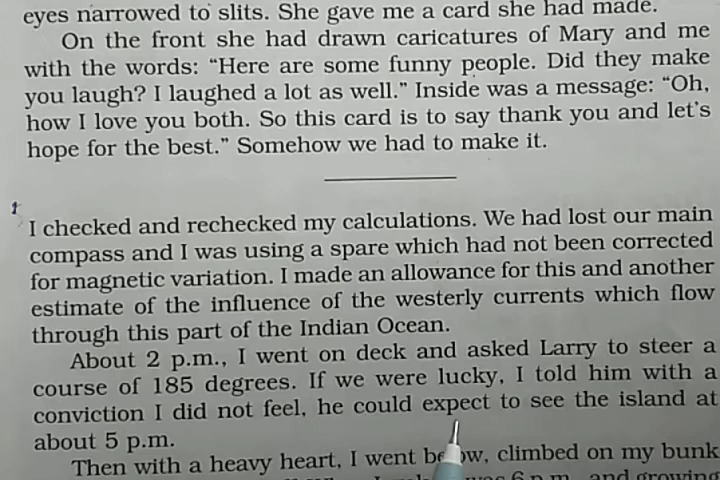 eyes narrowed to slits. She gave me a card she had made.
On the front she had drawn caricatures of Mary and me
with the words: “Here are some funny people. Did they make
you laugh? I laughed a lot as well.” Inside was a message: “Oh,
how I love you both. So this card is to say thank you and let's
hope for the best.” Somehow we had to make it.
1
I checked and rechecked my calculations. We had lost our main
compass and I was using a spare which had not been corrected
for magnetic variation. I made an allowance for this and another
estimate of the influence of the westerly currents which flow
through this part of the Indian Ocean.
About 2 p.m., I went on deck and asked Larry to steer a
course of 185 degrees. If we were lucky, I told him with a
conviction I did not feel, he could expect to see the island at
about 5 p.m.
Then with a heavy heart, I went below, climbed on my bunk
was 6 p.m. and growing